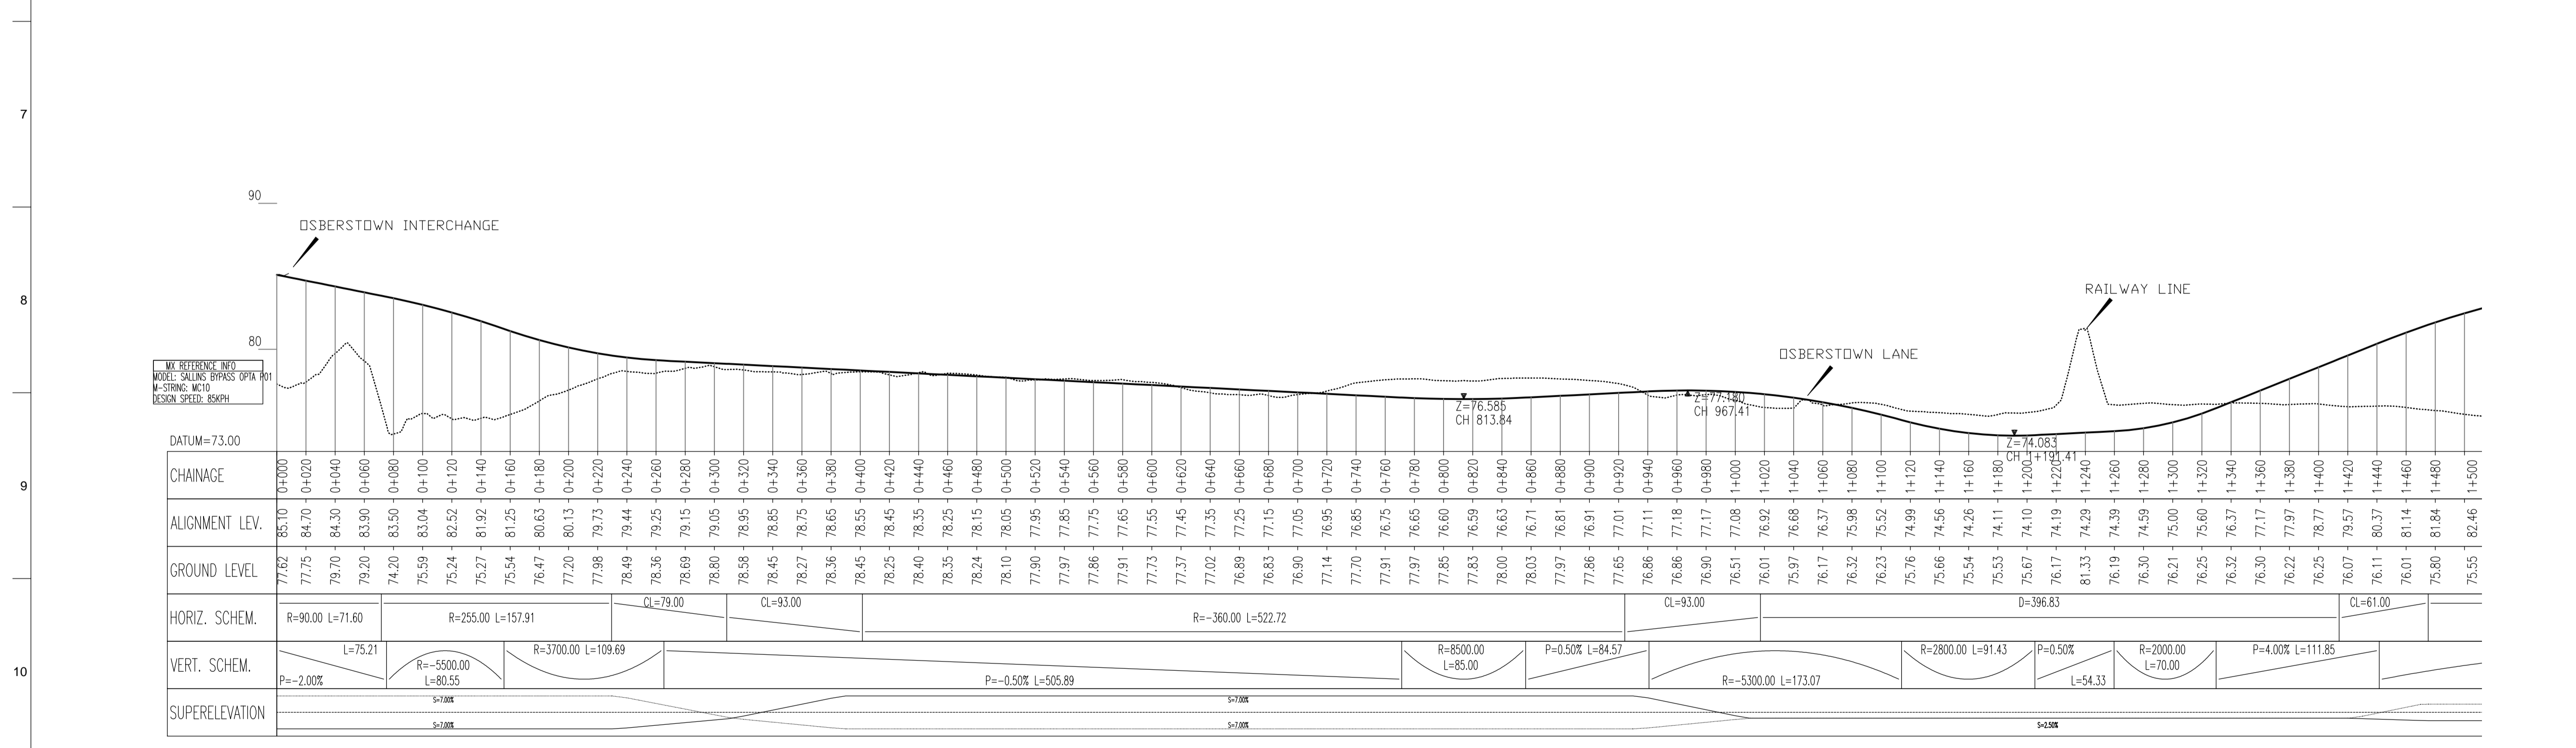 7
90
OSBERSTOWN INTERCHANGE
8
RAILWAY LINE
80
OSBERSTOWN LANE
MX REFERENCE INFO
MODEL: SALLINS BYPASS OPTA P01
M-STRING: MC10
DESIGN SPEED: 85KPH
Z=76.585
CH 813.84
Z=77.180
CH 967.41
DATUM=73.00
Z=74.083
CH 1+191.41
9
CHAINAGE 0+000 0+020 0+040 0+060 0+080 0+100 0+120 0+140 0+160 0+180 0+200 0+220 0+240 0+260 0+280 0+300 0+320 0+340 0+360 0+380 0+400 0+420 0+440 0+460 0+480 0+500 0+520 0+540 0+560 0+580 0+600 0+620 0+640 0+660 0+680 0+700 0+720 0+740 0+760 0+780 0+800 0+820 0+840 0+860 0+880 0+900 0+920 0+940 0+960 0+980 1+000 1+020 1+040 1+060 1+080 1+100 1+120 1+140 1+160 1+180 1+200 1+220 1+240 1+260 1+280 1+300 1+320 1+340 1+360 1+380 1+400 1+420 1+440 1+460 1+480 1+500
ALIGNMENT LEV. 85.10 84.70 84.30 83.90 83.50 83.04 82.52 81.92 81.25 80.63 80.13 79.73 79.44 79.25 79.15 79.05 78.95 78.85 78.75 78.65 78.55 78.45 78.35 78.25 78.15 78.05 77.95 77.85 77.75 77.65 77.55 77.45 77.35 77.25 77.15 77.05 76.95 76.85 76.75 76.65 76.60 76.59 76.63 76.71 76.81 76.91 77.01 77.11 77.18 77.17 77.08 76.92 76.68 76.37 75.98 75.52 74.99 74.56 74.26 74.11 74.10 74.19 74.29 74.39 74.59 75.00 75.60 76.37 77.17 77.97 78.77 79.57 80.37 81.14 81.84 82.46
GROUND LEVEL 77.62 77.75 79.70 79.20 74.20 75.59 75.24 75.27 75.54 76.47 77.20 77.98 78.49 78.36 78.69 78.80 78.58 78.45 78.27 78.36 78.45 78.25 78.40 78.35 78.24 78.10 77.90 77.97 77.86 77.91 77.73 77.37 77.02 76.89 76.83 76.90 77.14 77.70 77.91 77.97 77.85 77.83 78.00 78.03 77.97 77.86 77.65 76.86 76.86 76.90 76.51 76.01 75.97 76.17 76.32 76.23 75.76 75.66 75.54 75.53 75.67 76.17 81.33 76.19 76.30 76.21 76.25 76.32 76.30 76.22 76.25 76.07 76.11 76.01 75.80 75.55
HORIZ. SCHEM. R=90.00 L=71.60 R=255.00 L=157.91 CL=79.00 CL=93.00 R=-360.00 L=522.72 CL=93.00 D=396.83 CL=61.00
10
VERT. SCHEM. P=-2.00% L=75.21 R=-5500.00 L=80.55 R=3700.00 L=109.69 P=-0.50% L=505.89 R=8500.00 L=85.00 P=0.50% L=84.57 R=-5300.00 L=173.07 R=2800.00 L=91.43 P=0.50% L=54.33 R=2000.00 L=70.00 P=4.00% L=111.85
SUPERELEVATION S=7.00% S=7.00% S=7.00% S=7.00% S=2.50%